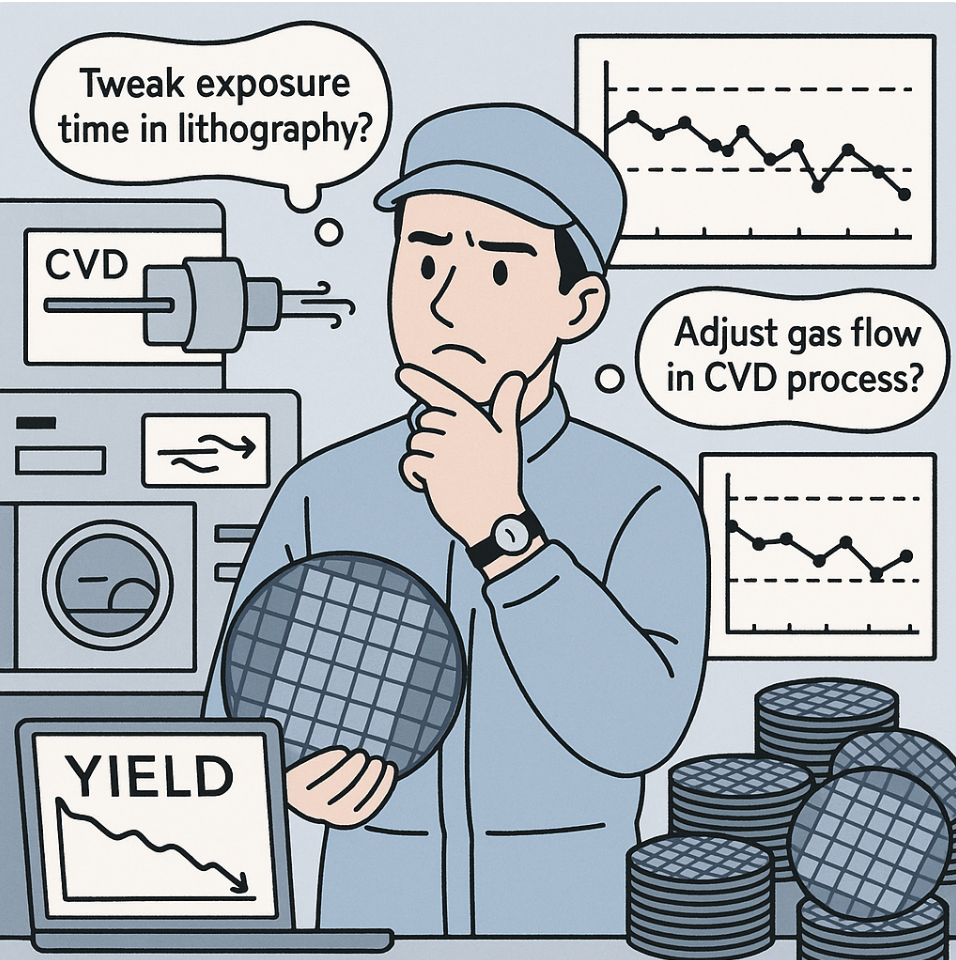 Tweak exposure
time in lithography?
CVD
Adjust gas flow
in CVD process?
YIELD